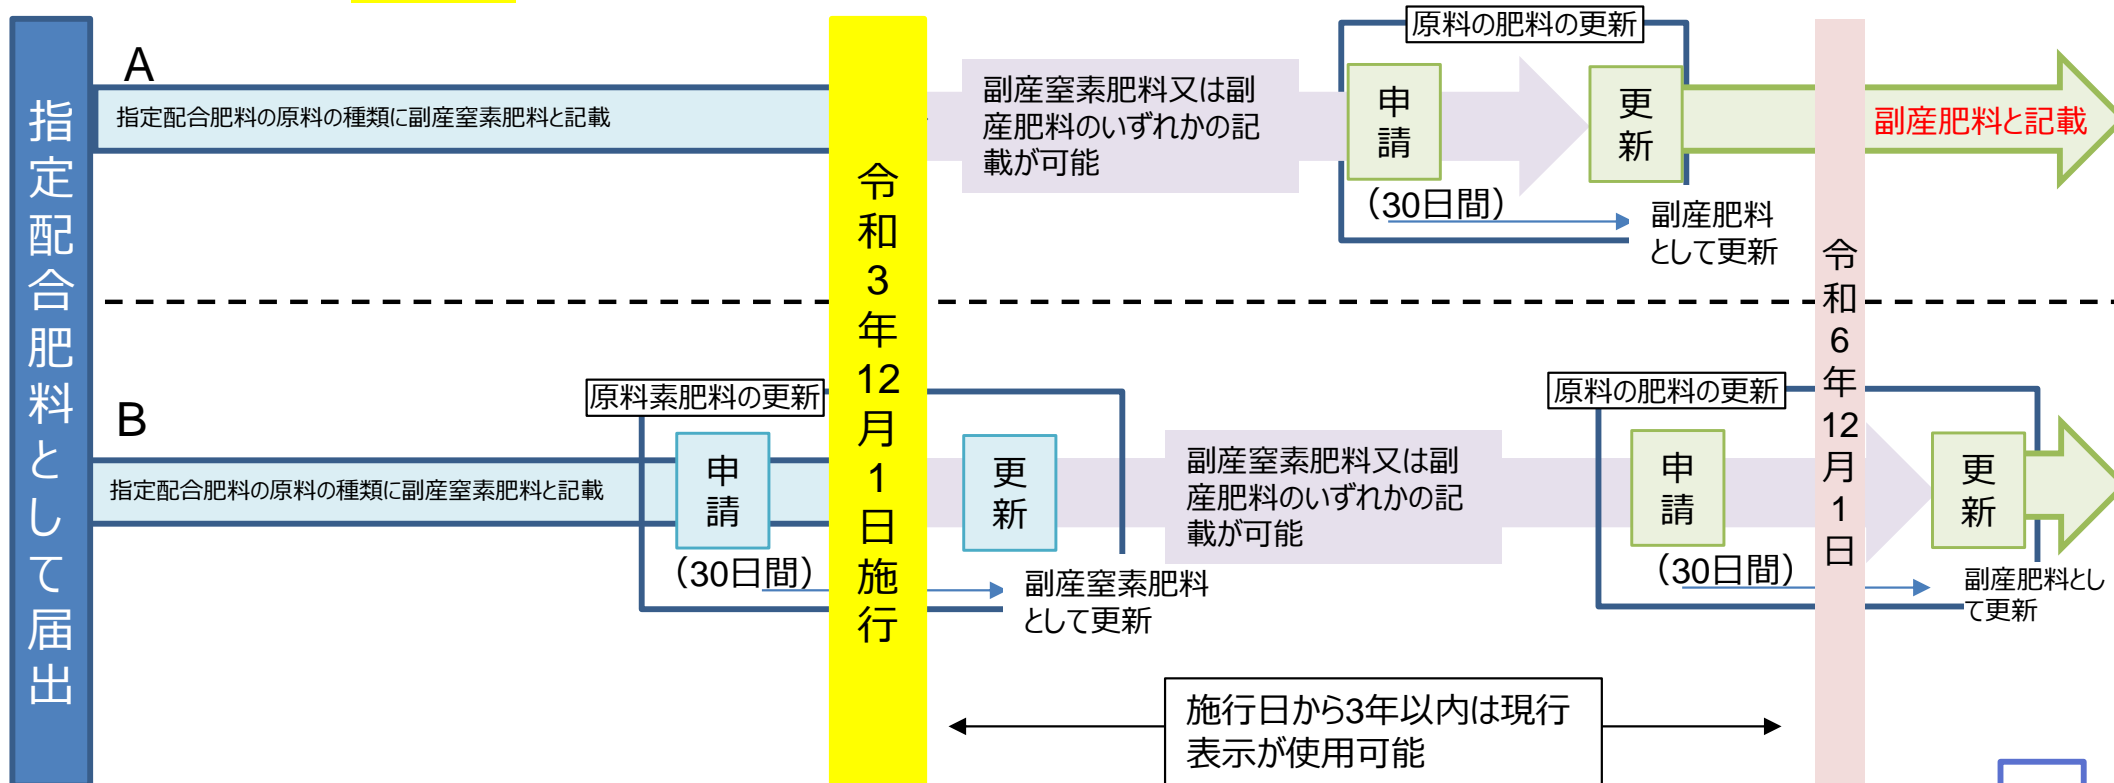 指定配合肥料として届出
A
指定配合肥料の原料の種類に副産窒素肥料と記載
令和3年12月1日施行
副産窒素肥料又は副
産肥料のいずれかの記
載が可能
原料の肥料の更新
申請
更新
（30日間）
副産肥料
として更新
副産肥料と記載
令和6年12月1日
B
指定配合肥料の原料の種類に副産窒素肥料と記載
原料素肥料の更新
申請
更新
（30日間）
副産窒素肥料
として更新
副産窒素肥料又は副
産肥料のいずれかの記
載が可能
原料の肥料の更新
申請
更新
（30日間）
副産肥料とし
て更新
施行日から3年以内は現行
表示が使用可能